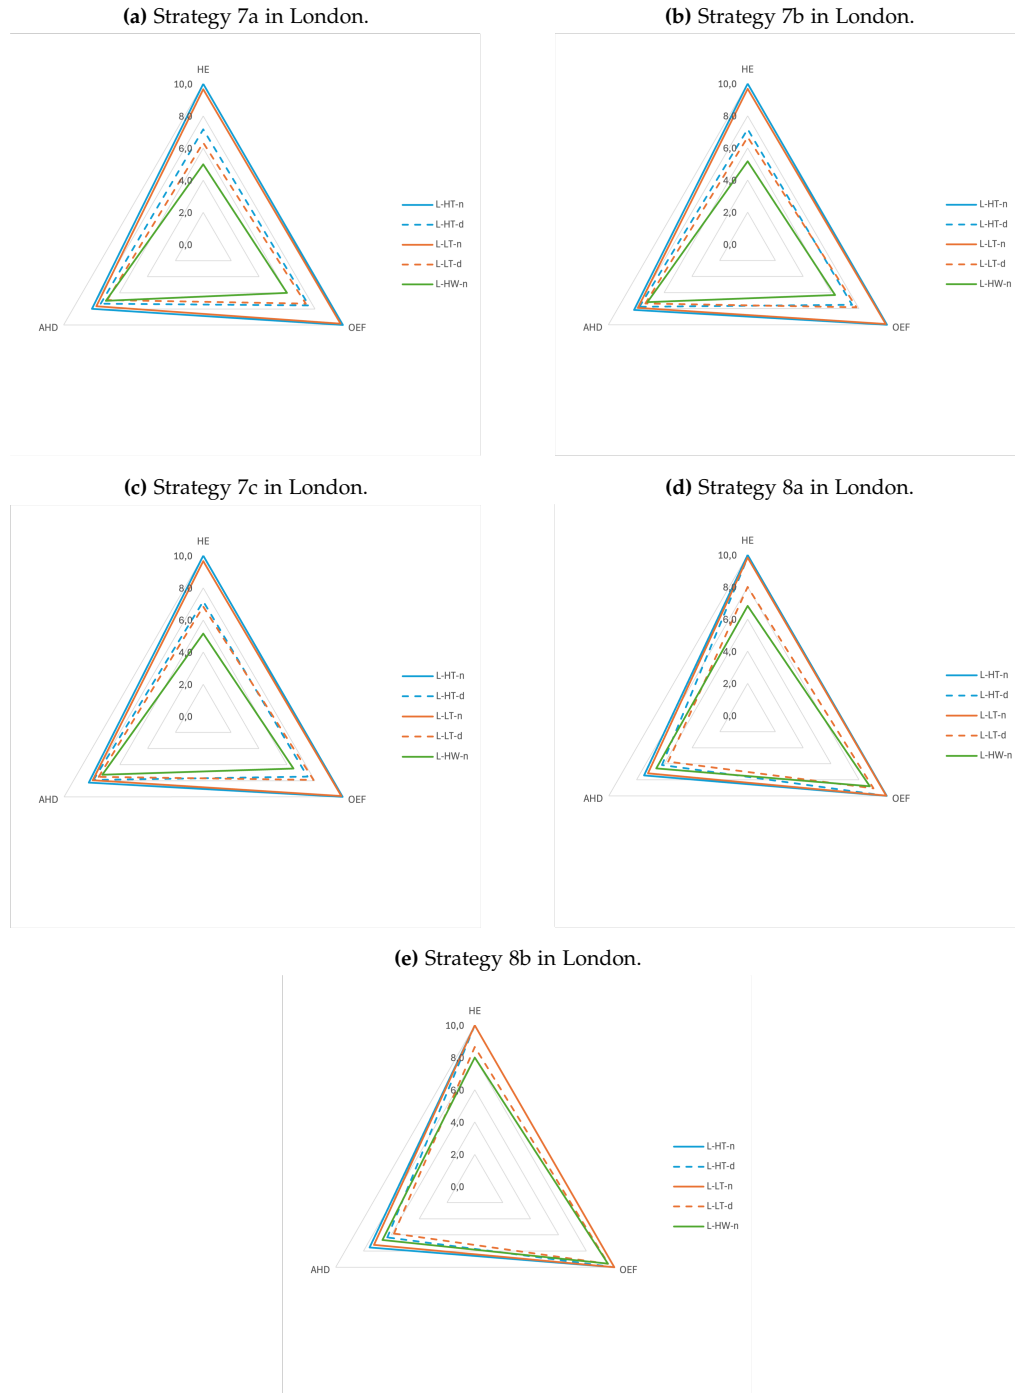 (a) Strategy 7a in London.
HE
10,0
8,0
6,0
4,0
2,0
0,0
AHD
OEF
L-HT-n
L-HT-d
L-LT-n
L-LT-d
L-HW-n
(b) Strategy 7b in London.
HE
10,0
8,0
6,0
4,0
2,0
0,0
AHD
OEF
L-HT-n
L-HT-d
L-LT-n
L-LT-d
L-HW-n
(c) Strategy 7c in London.
HE
10,0
8,0
6,0
4,0
2,0
0,0
AHD
OEF
L-HT-n
L-HT-d
L-LT-n
L-LT-d
L-HW-n
(d) Strategy 8a in London.
HE
10,0
8,0
6,0
4,0
2,0
0,0
AHD
OEF
L-HT-n
L-HT-d
L-LT-n
L-LT-d
L-HW-n
(e) Strategy 8b in London.
HE
10,0
8,0
6,0
4,0
2,0
0,0
AHD
OEF
L-HT-n
L-HT-d
L-LT-n
L-LT-d
L-HW-n